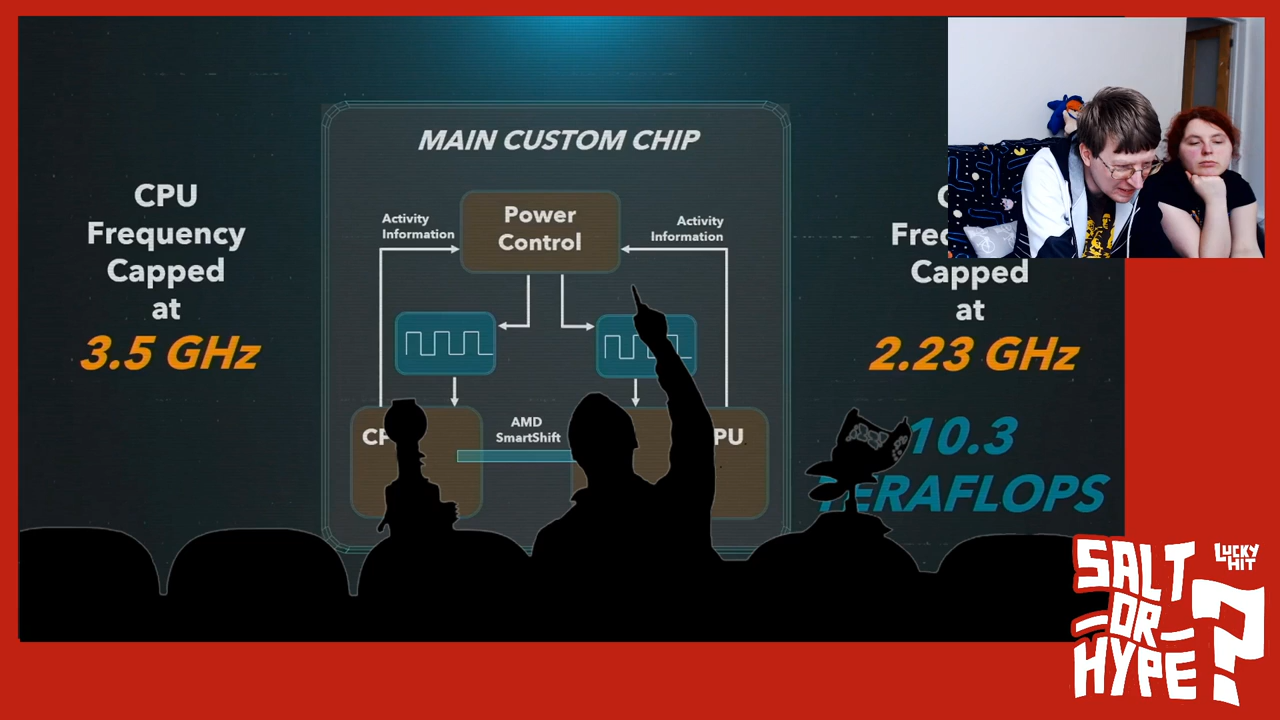 MAIN CUSTOM CHIP
CPU
Frequency
Capped
at
3.5 GHz
Activity
Information
Power
Control
Activity
Information
AMD
SmartShift
Capped
at
2.23 GHz
10.3
SALT
OR
HYPE?
LUCKY
HIT